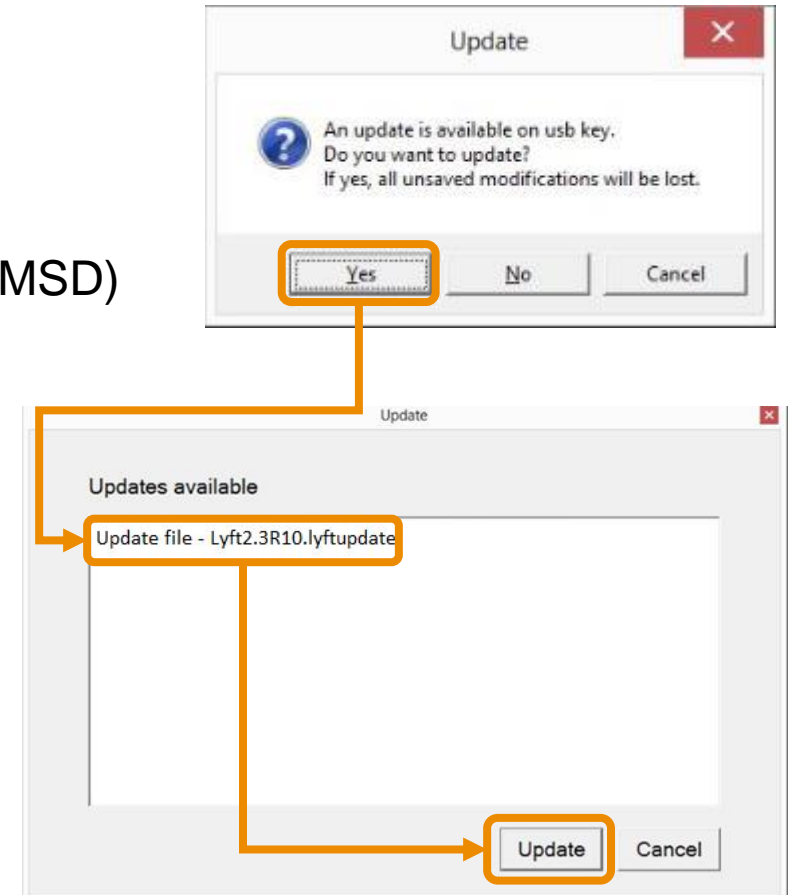 Update
An update is available on usb key.
Do you want to update?
If yes, all unsaved modifications will be lost.
Yes No Cancel
MSD)
Update
Updates available
Update file - Lyft2.3R10.lyftupdate
Update Cancel